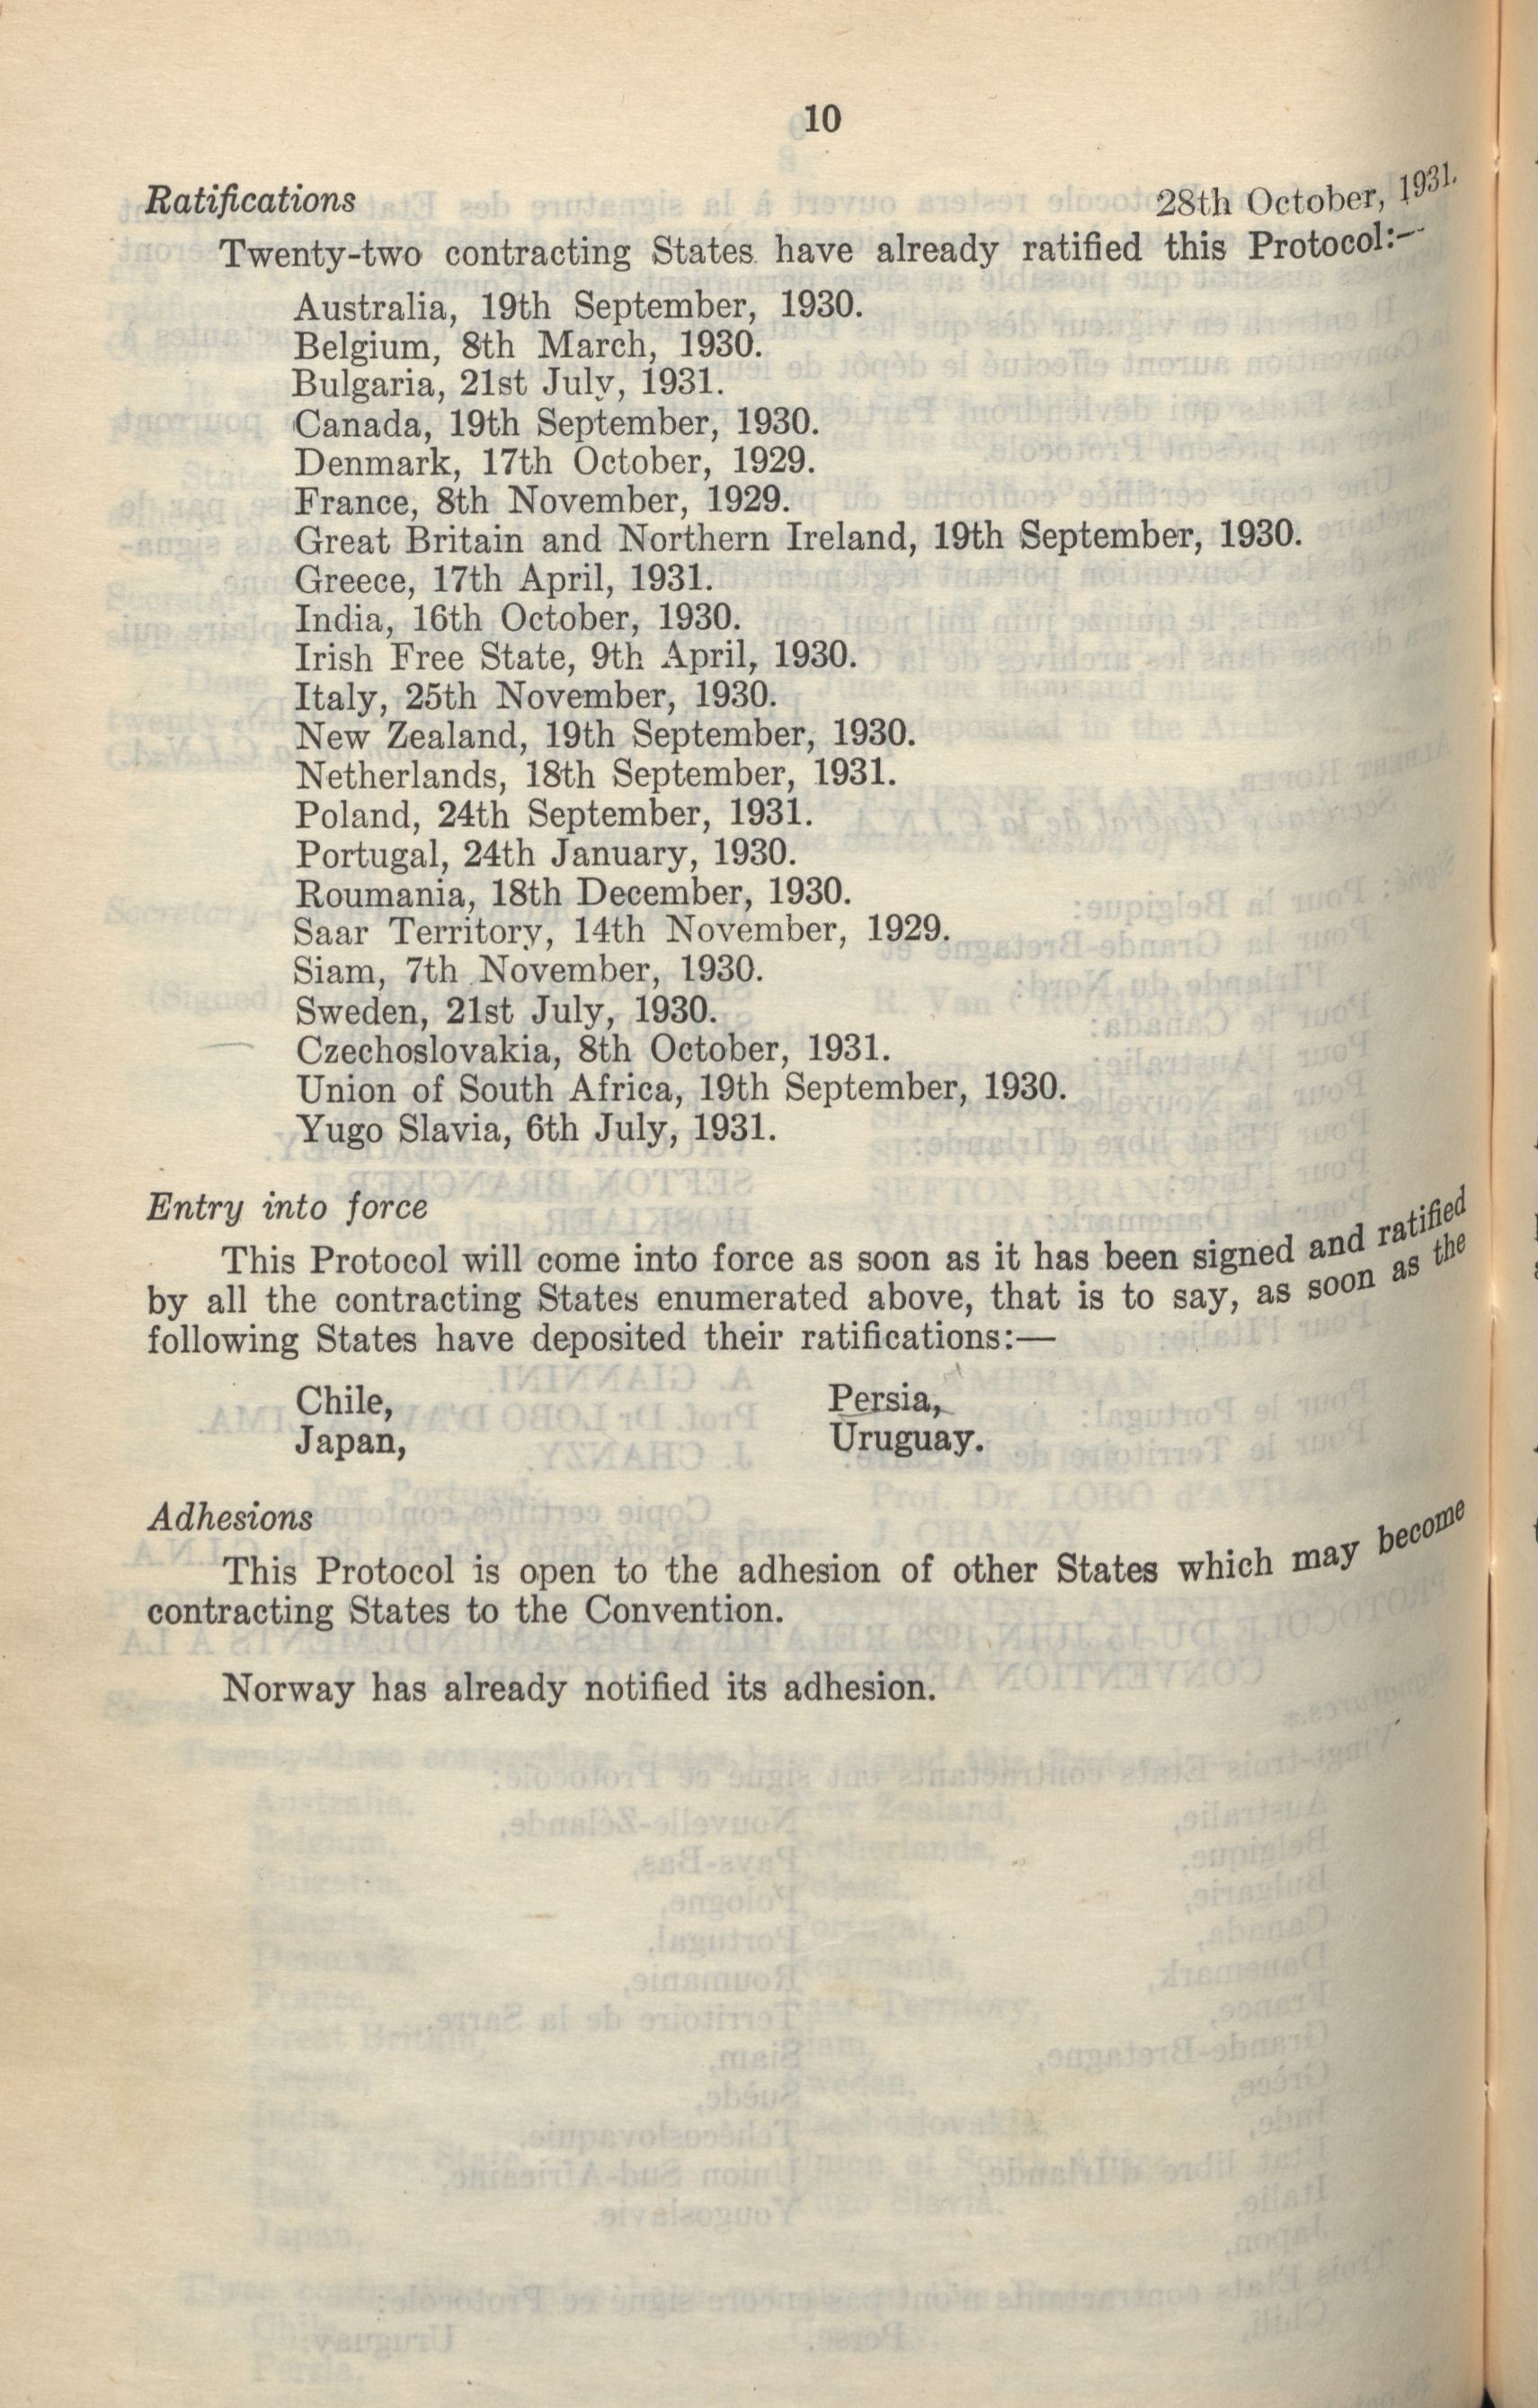 10
Ratifications 28th October, 1931.
Twenty-two contracting States have already ratified this Protocol:—
Australia, 19th September, 1930.
Belgium, 8th March, 1930.
Bulgaria, 21st July, 1931.
Canada, 19th September, 1930.
Denmark, 17th October, 1929.
France, 8th November, 1929.
Great Britain and Northern Ireland, 19th September, 1930.
Greece, 17th April, 1931.
India, 16th October, 1930.
Irish Free State, 9th April, 1930.
Italy, 25th November, 1930.
New Zealand, 19th September, 1930.
Netherlands, 18th September, 1931.
Poland, 24th September, 1931.
Portugal, 24th January, 1930.
Roumania, 18th December, 1930.
Saar Territory, 14th November, 1929.
Siam, 7th November, 1930.
Sweden, 21st July, 1930.
Czechoslovakia, 8th October, 1931.
Union of South Africa, 19th September, 1930.
Yugo Slavia, 6th July, 1931.
Entry into force
This Protocol will come into force as soon as it has been signed and ratified
by all the contracting States enumerated above, that is to say, as soon as the
following States have deposited their ratifications:—
Chile, Persia,
Japan, Uruguay.
Adhesions
This Protocol is open to the adhesion of other States which may become
contracting States to the Convention.
Norway has already notified its adhesion.